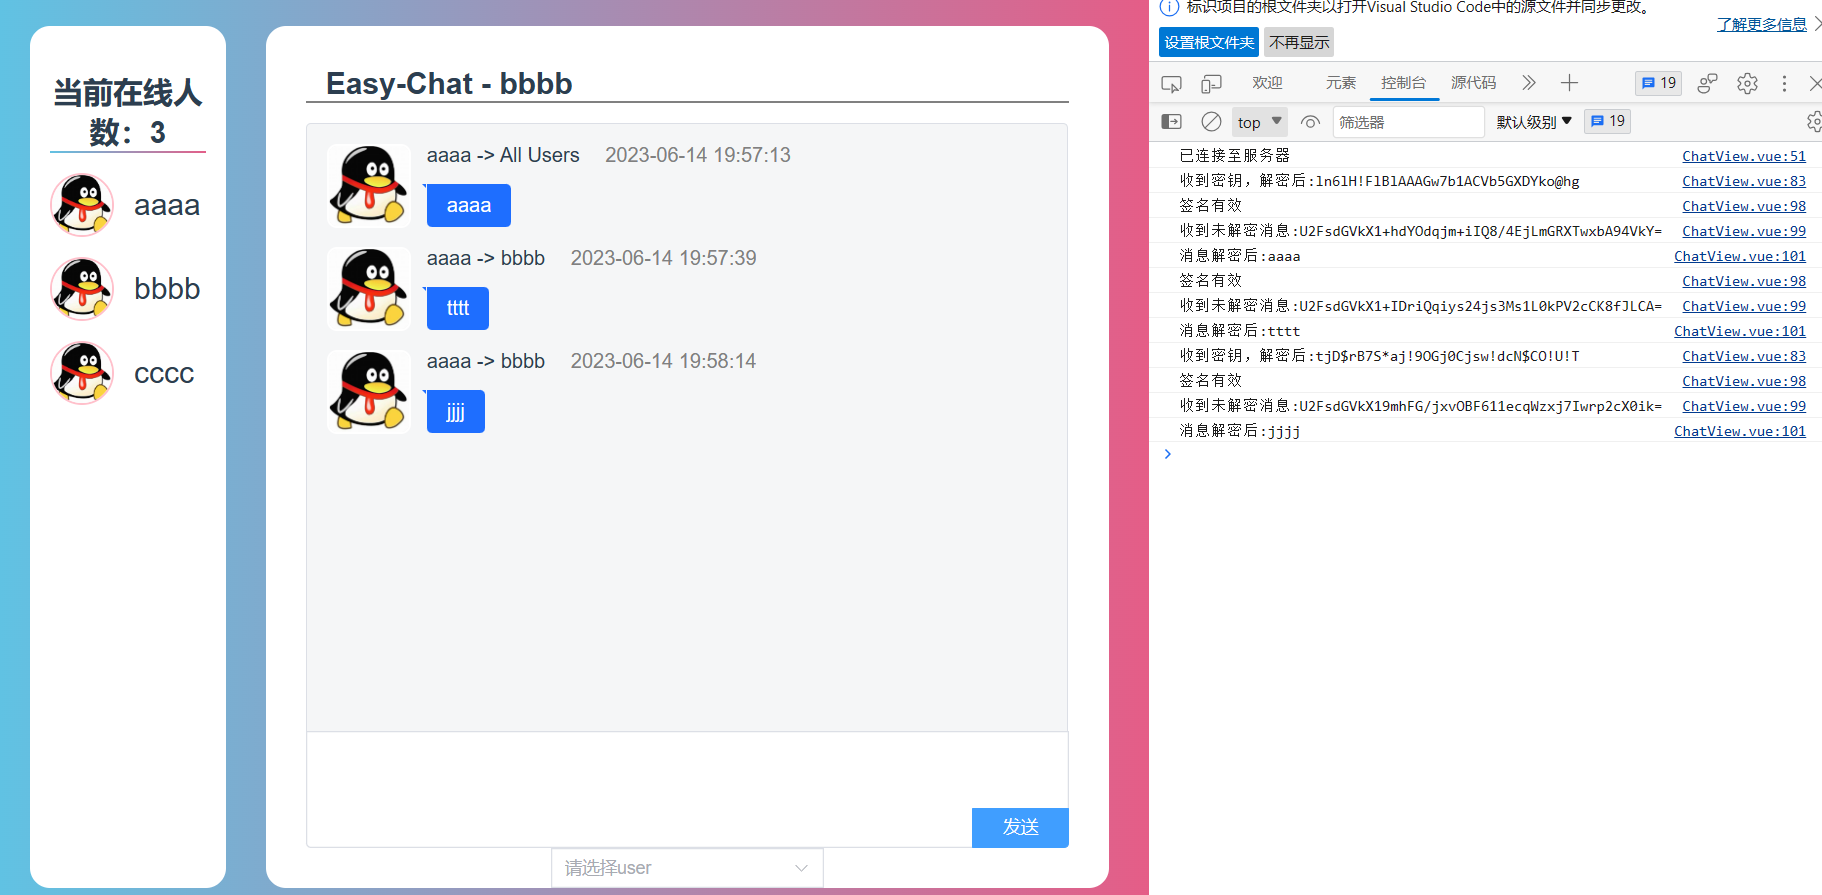 当前在线人
数：3
aaaa
bbbb
cccc
Easy-Chat - bbbb
aaaa -> All Users 2023-06-14 19:57:13
aaaa
aaaa -> bbbb 2023-06-14 19:57:39
tttt
aaaa -> bbbb 2023-06-14 19:58:14
jjjj
发送
请选择user
标识项目的根文件夹以打开Visual Studio Code中的源文件并同步更改。
了解更多信息
设置根文件夹 不再显示
欢迎 元素 控制台 源代码 19
top 筛选器 默认级别 19
已连接至服务器 ChatView.vue:51
收到密钥，解密后:ln6lH!FlBlAAAGw7b1ACVb5GXDYko@hg ChatView.vue:83
签名有效 ChatView.vue:98
收到未解密消息:U2FsdGVkX1+hdYOdqjm+iIQ8/4EjLmGRXTwxbA94VkY= ChatView.vue:99
消息解密后:aaaa ChatView.vue:101
签名有效 ChatView.vue:98
收到未解密消息:U2FsdGVkX1+IDriQqiys24js3Ms1L0kPV2cCK8fJLCA= ChatView.vue:99
消息解密后:tttt ChatView.vue:101
收到密钥，解密后:tjD$rB7S*aj!9OGj0Cjsw!dcN$CO!U!T ChatView.vue:83
签名有效 ChatView.vue:98
收到未解密消息:U2FsdGVkX19mhFG/jxvOBF611ecqWzxj7Iwrp2cX0ik= ChatView.vue:99
消息解密后:jjjj ChatView.vue:101